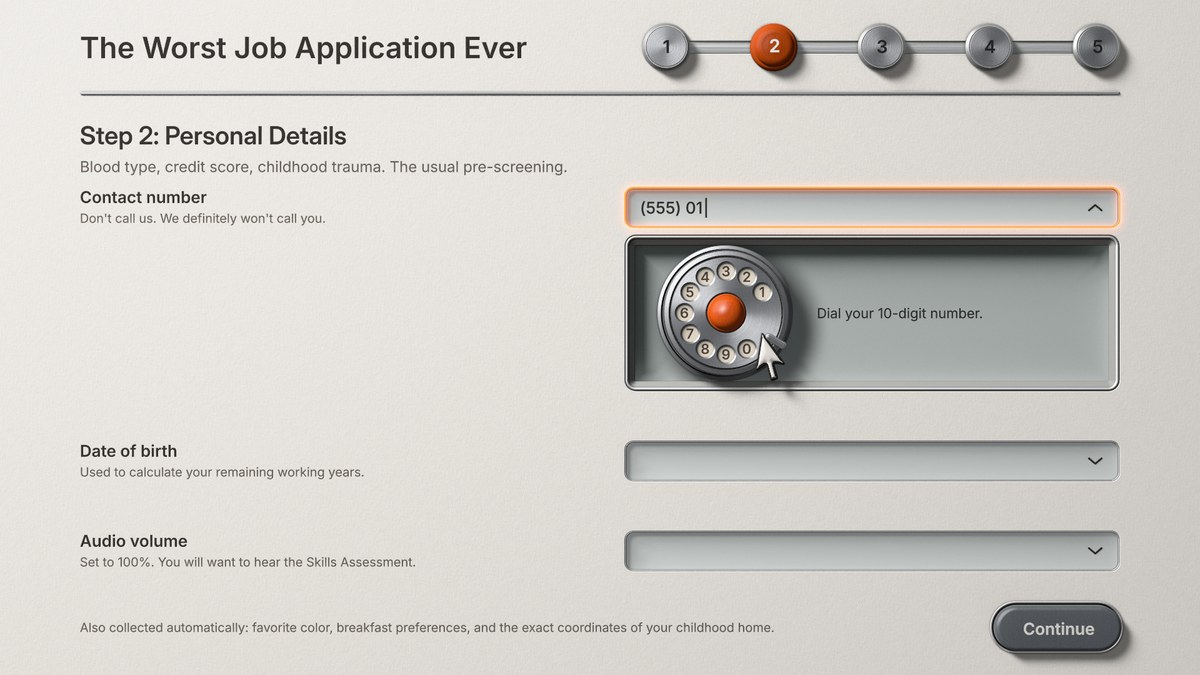 The Worst Job Application Ever
1 2 3 4 5
Step 2: Personal Details
Blood type, credit score, childhood trauma. The usual pre-screening.
Contact number
Don't call us. We definitely won't call you.
(555) 01
1 2 3 4 5 6 7 8 9 0
Dial your 10-digit number.
Date of birth
Used to calculate your remaining working years.
Audio volume
Set to 100%. You will want to hear the Skills Assessment.
Also collected automatically: favorite color, breakfast preferences, and the exact coordinates of your childhood home.
Continue